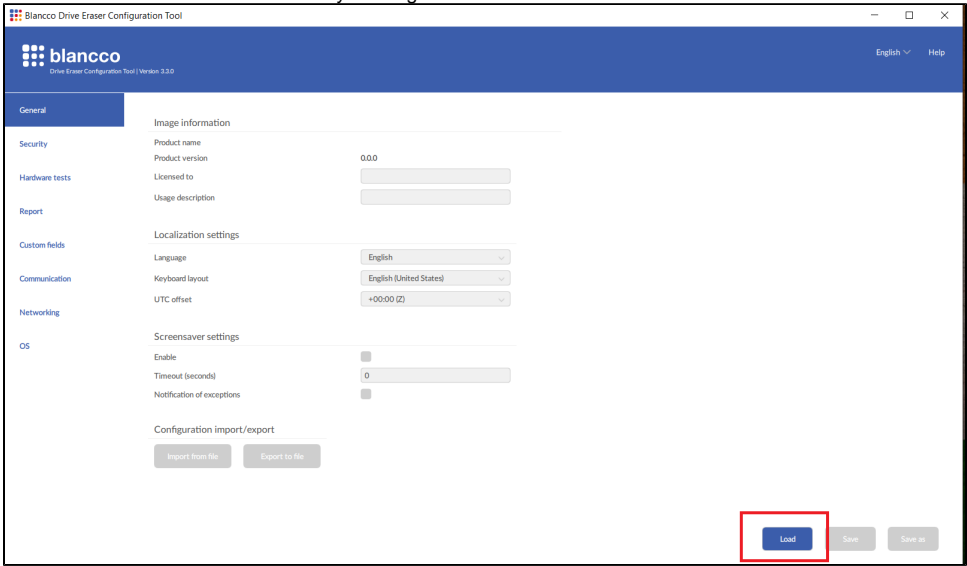 Blancco Drive Eraser Configuration Tool
blancco
Drive Eraser Configuration Tool | Version 3.3.0
English
Help
General
Security
Hardware tests
Report
Custom fields
Communication
Networking
OS
Image information
Product name
Product version 0.0.0
Licensed to
Usage description
Localization settings
Language English
Keyboard layout English (United States)
UTC offset +00:00 (Z)
Screensaver settings
Enable
Timeout (seconds) 0
Notification of exceptions
Configuration import/export
Import from file Export to file
Load Save Save as